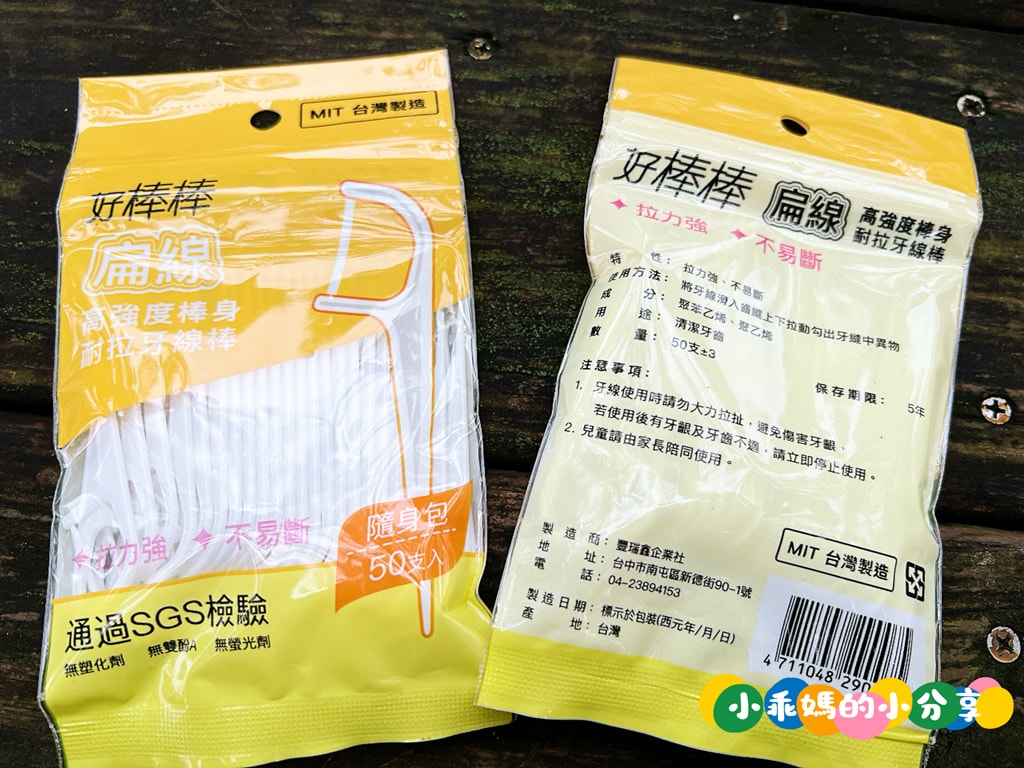 MIT 台灣製造
好棒棒
扁線
高強度棒身
耐拉牙線棒
隨身包
50支入
✦拉力強 ✦不易斷
通過SGS檢驗
無塑化劑 無雙酚A 無螢光劑
好棒棒 扁線 高強度棒身
耐拉牙線棒
✦拉力強 ✦不易斷
特性：拉力強、不易斷
使用方法：將牙線滑入齒縫上下拉動勾出牙縫中異物
成分：聚苯乙烯、聚乙烯
用途：清潔牙齒
數量：50支±3
保存期限：5年
注意事項：
1. 牙線使用時請勿大力拉扯，避免傷害牙齦，
若使用後有牙齦及牙齒不適，請立即停止使用。
2. 兒童請由家長陪同使用。
製造商：豐瑞鑫企業社
地址：台中市南屯區新德街90-1號
電話：04-23894153
製造日期：標示於包裝(西元年/月/日)
產地：台灣
MIT 台灣製造
4 711048 290
小乖媽的小分享